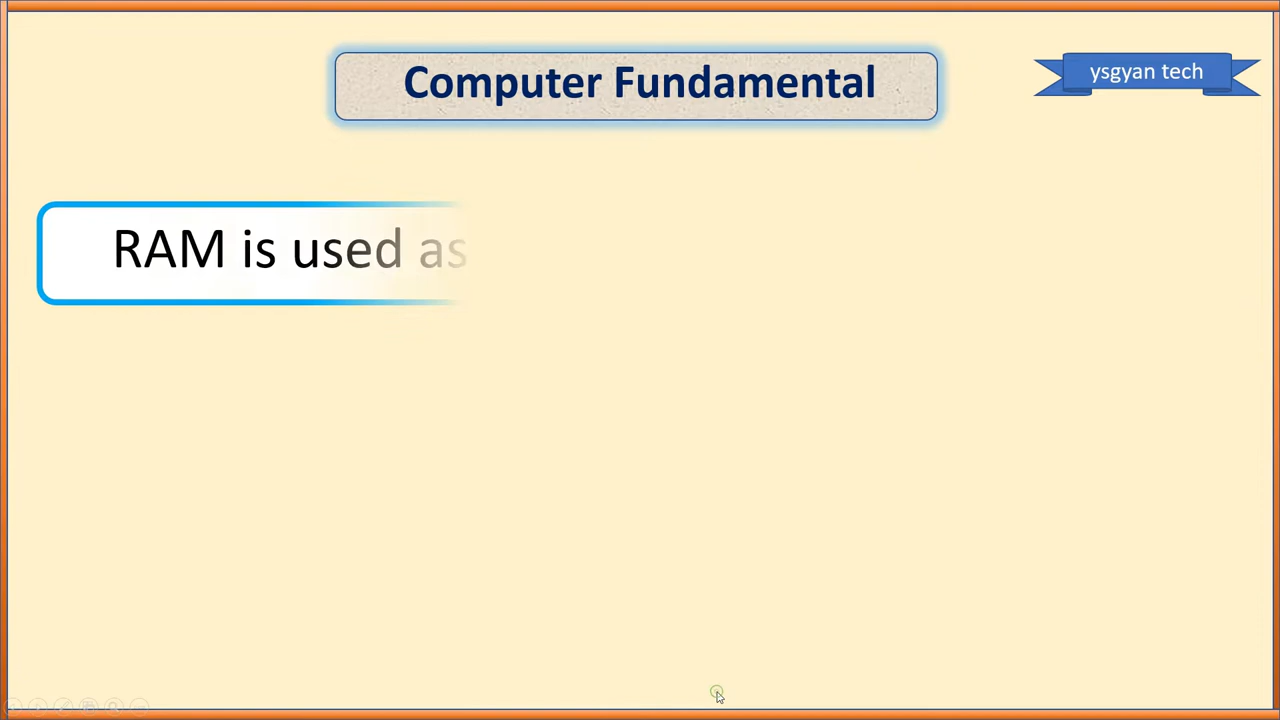 Computer Fundamental
ysgyan tech
RAM is used as